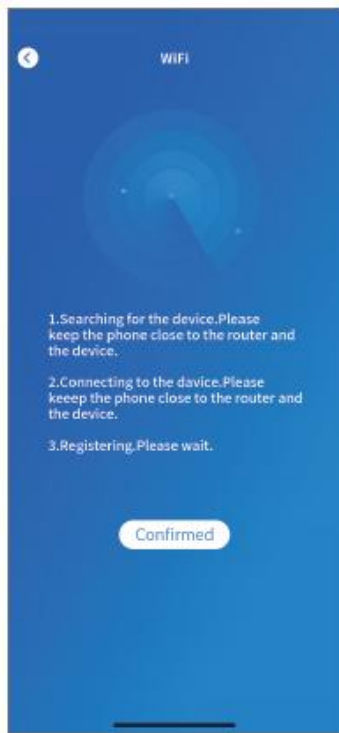 WiFi
1.Searching for the device.Please
keep the phone close to the router and
the device.
2.Connecting to the davice.Please
keeep the phone close to the router and
the device.
3.Registering.Please wait.
Confirmed